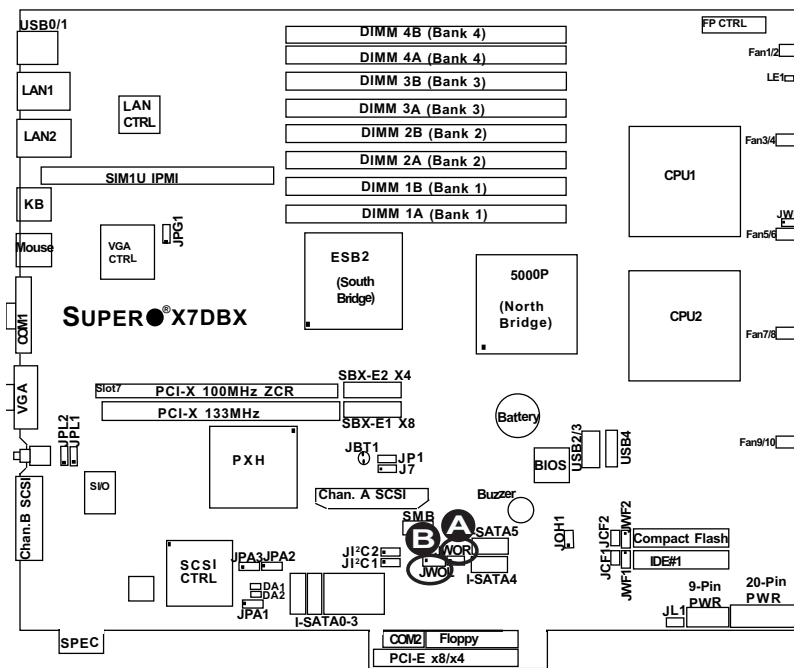 USB0/1
DIMM 4B (Bank 4)
FP CTRL
DIMM 4A (Bank 4)
Fan1/2
LE1
LAN1
LAN CTRL
DIMM 3B (Bank 3)
DIMM 3A (Bank 3)
LAN2
DIMM 2B (Bank 2)
Fan3/4
DIMM 2A (Bank 2)
SIM1U IPMI
CPU1
DIMM 1B (Bank 1)
KB
DIMM 1A (Bank 1)
JPG1
JW
Fan5/6
Mouse
VGA CTRL
ESB2
(South Bridge)
5000P
(North Bridge)
COM1
SUPER●®X7DBX
CPU2
Fan7/8
VGA
Slot7
PCI-X 100MHz ZCR
SBX-E2 X4
PCI-X 133MHz
SBX-E1 X8
Battery
JPL2
JPL1
JBT1
JP1
J7
PXH
BIOS
USB2/3
USB4
Fan9/10
S/IO
Chan. A SCSI
Buzzer
Chan.B SCSI
SMB
A
B
JWOR
-SATA5
JWOL
I-SATA4
JOH1
JCF2
JWF2
Compact Flash
JCF1
JWF1
IDE#1
SCSI CTRL
JPA3
JPA2
JI²C2
JI²C1
DA1
DA2
JPA1
I-SATA0-3
JL1
9-Pin PWR
20-Pin PWR
SPEC
COM2
Floppy
PCI-E x8/x4